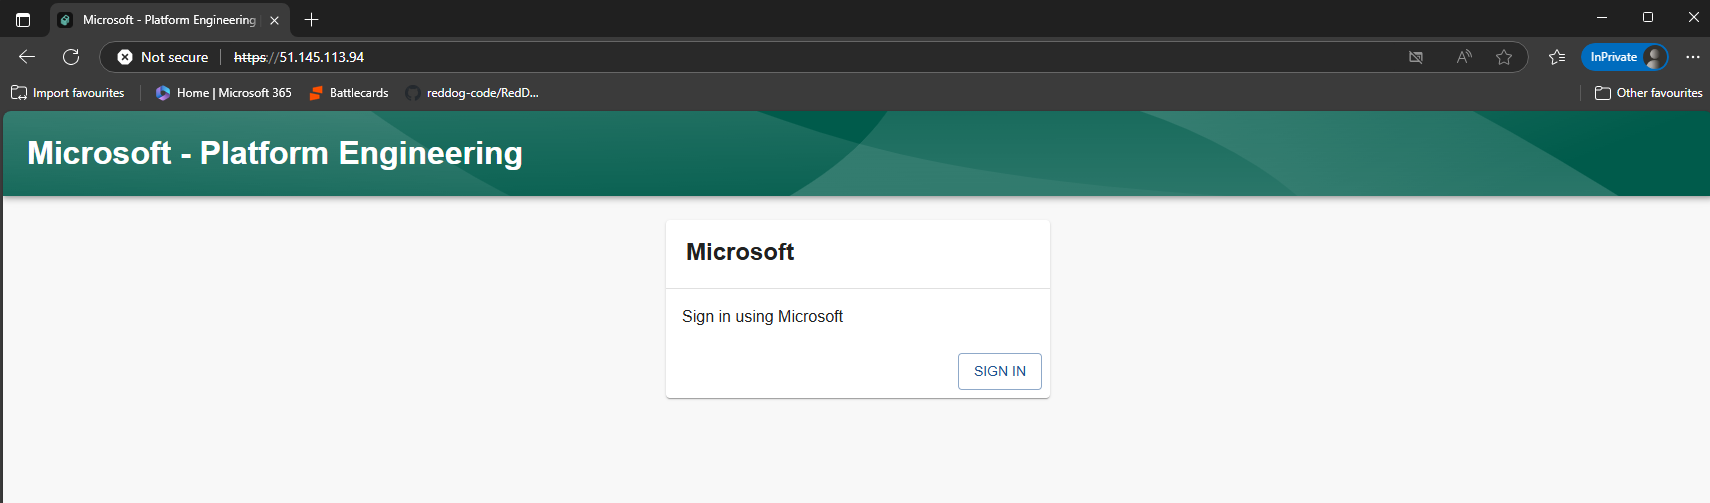 Microsoft - Platform Engineering
Not secure https://51.145.113.94 InPrivate
Import favourites Home | Microsoft 365 Battlecards reddog-code/RedD... Other favourites
Microsoft - Platform Engineering
Microsoft
Sign in using Microsoft
SIGN IN